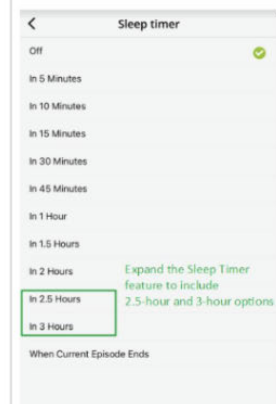 Sleep timer
Off
In 5 Minutes
In 10 Minutes
In 15 Minutes
In 30 Minutes
In 45 Minutes
In 1 Hour
In 1.5 Hours
In 2 Hours
Expand the Sleep Timer
feature to include
In 2.5 Hours
2.5-hour and 3-hour options
In 3 Hours
When Current Episode Ends